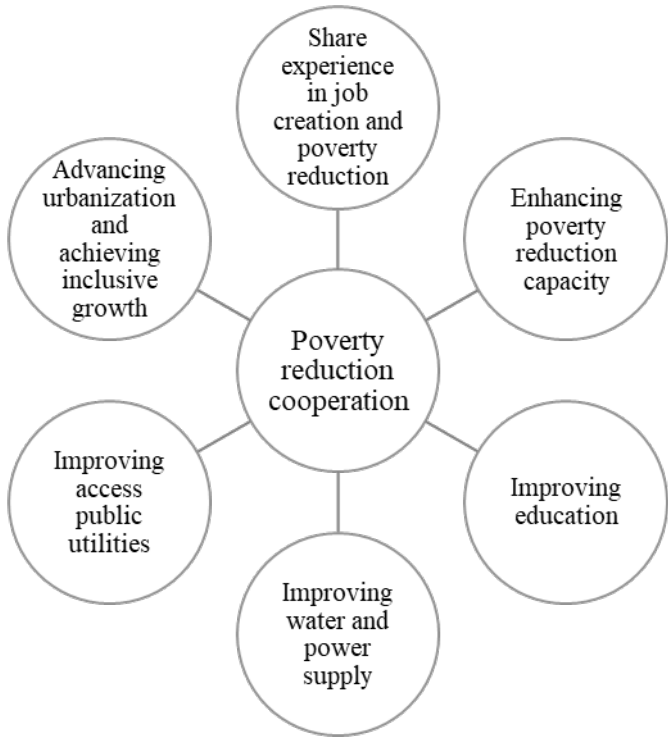 Share
experience
in job
creation and
poverty
reduction
Enhancing
poverty
reduction
capacity
Improving
education
Improving
water and
power
supply
Improving
access
public
utilities
Advancing
urbanization
and
achieving
inclusive
growth
Poverty
reduction
cooperation